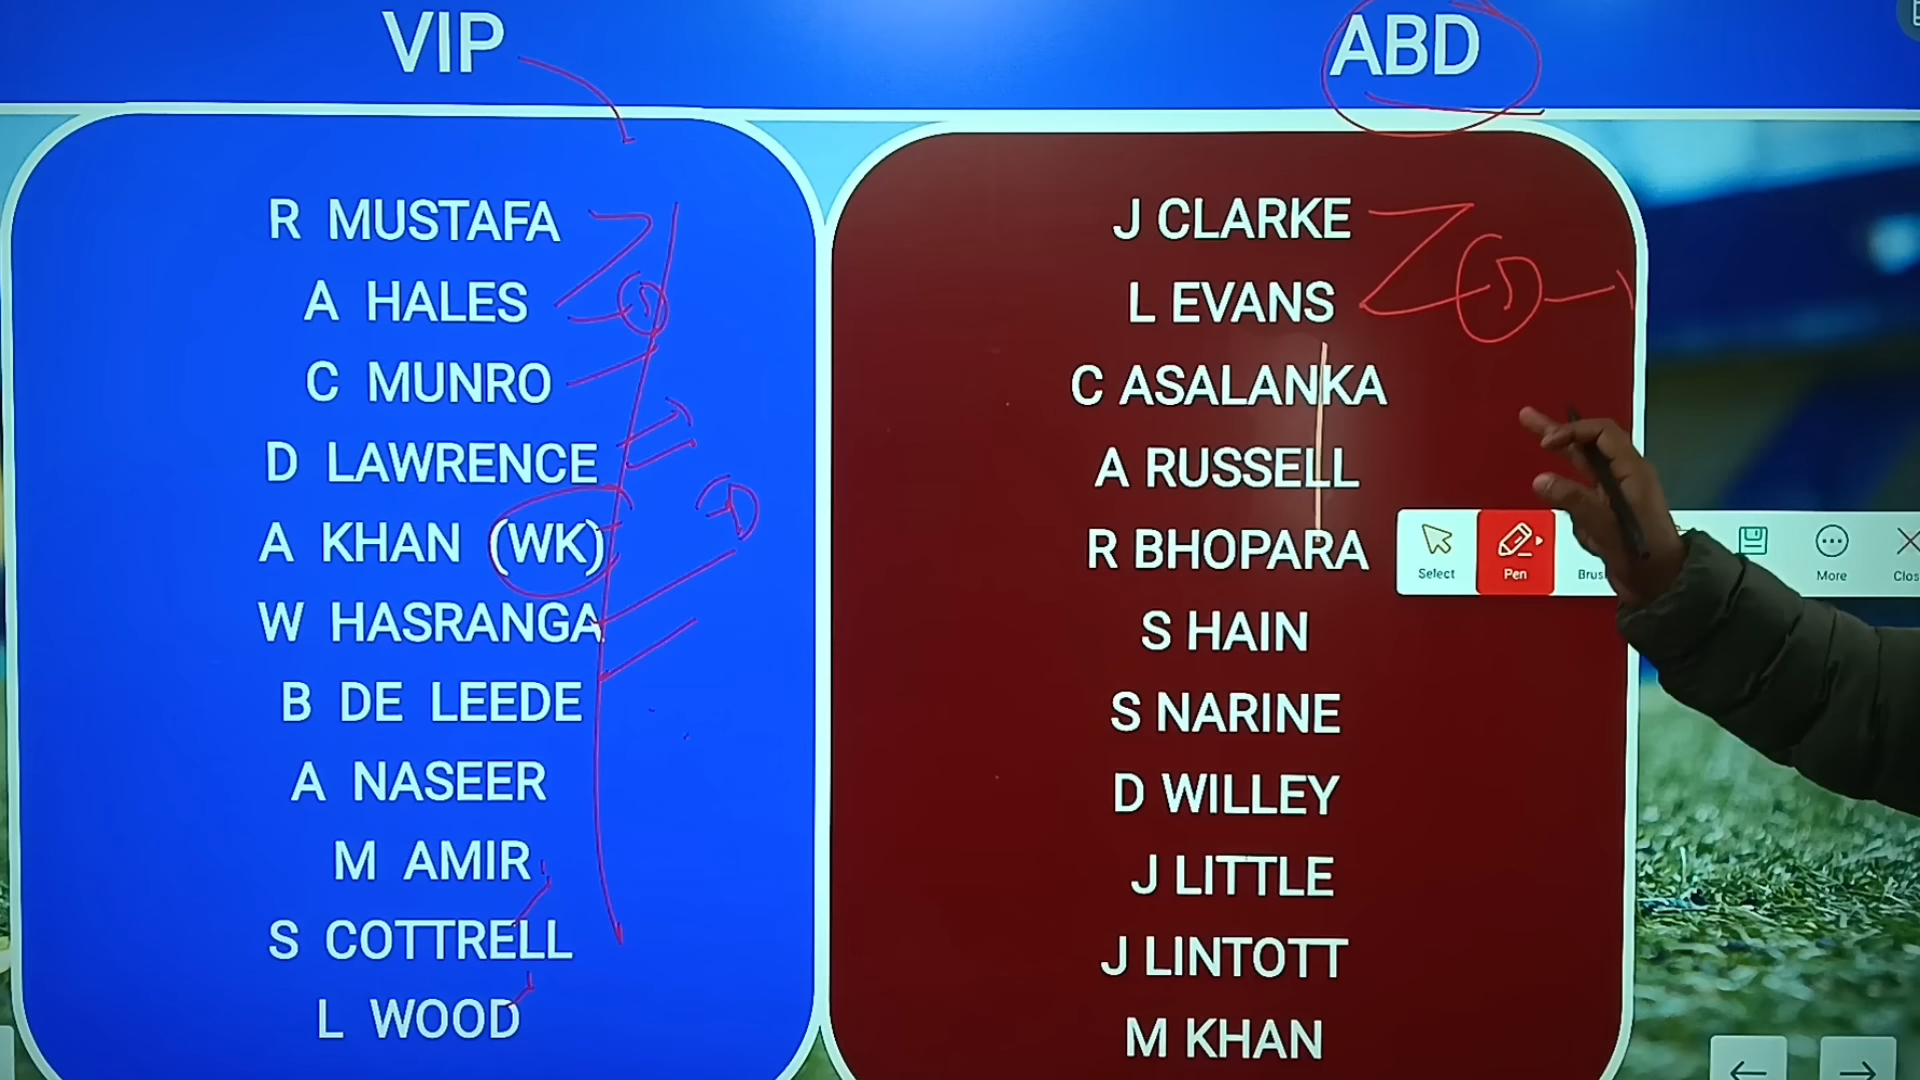 VIP
ABD
R MUSTAFA
A HALES
C MUNRO
D LAWRENCE
A KHAN (WK)
W HASRANGA
B DE LEEDE
A NASEER
M AMIR
S COTTRELL
L WOOD
J CLARKE
L EVANS
C ASALANKA
A RUSSELL
R BHOPARA
S HAIN
S NARINE
D WILLEY
J LITTLE
J LINTOTT
M KHAN
Select
Pen
More